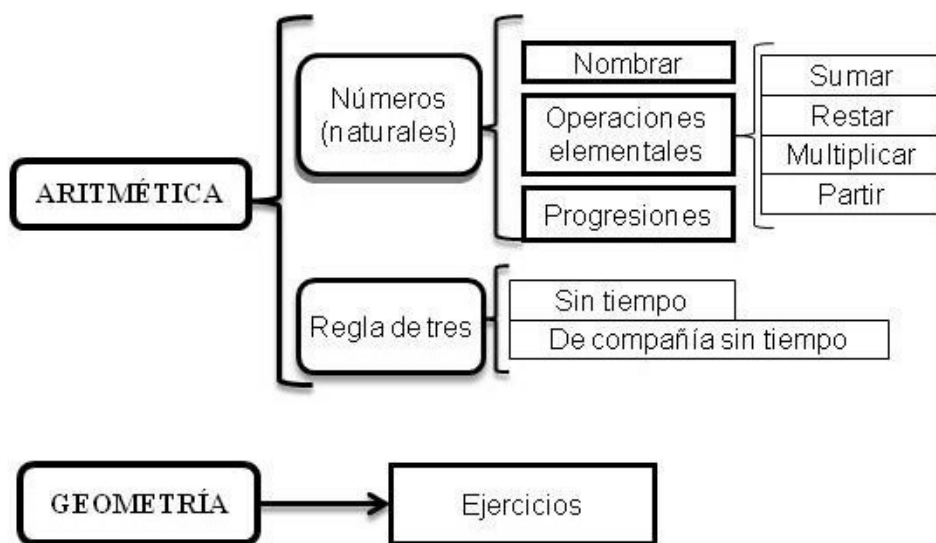 ARITMÉTICA
Números
(naturales)
Nombrar
Operaciones
elementales
Progresiones
Sumar
Restar
Multiplicar
Partir
Regla de tres
Sin tiempo
De compañía sin tiempo
GEOMETRÍA
Ejercicios